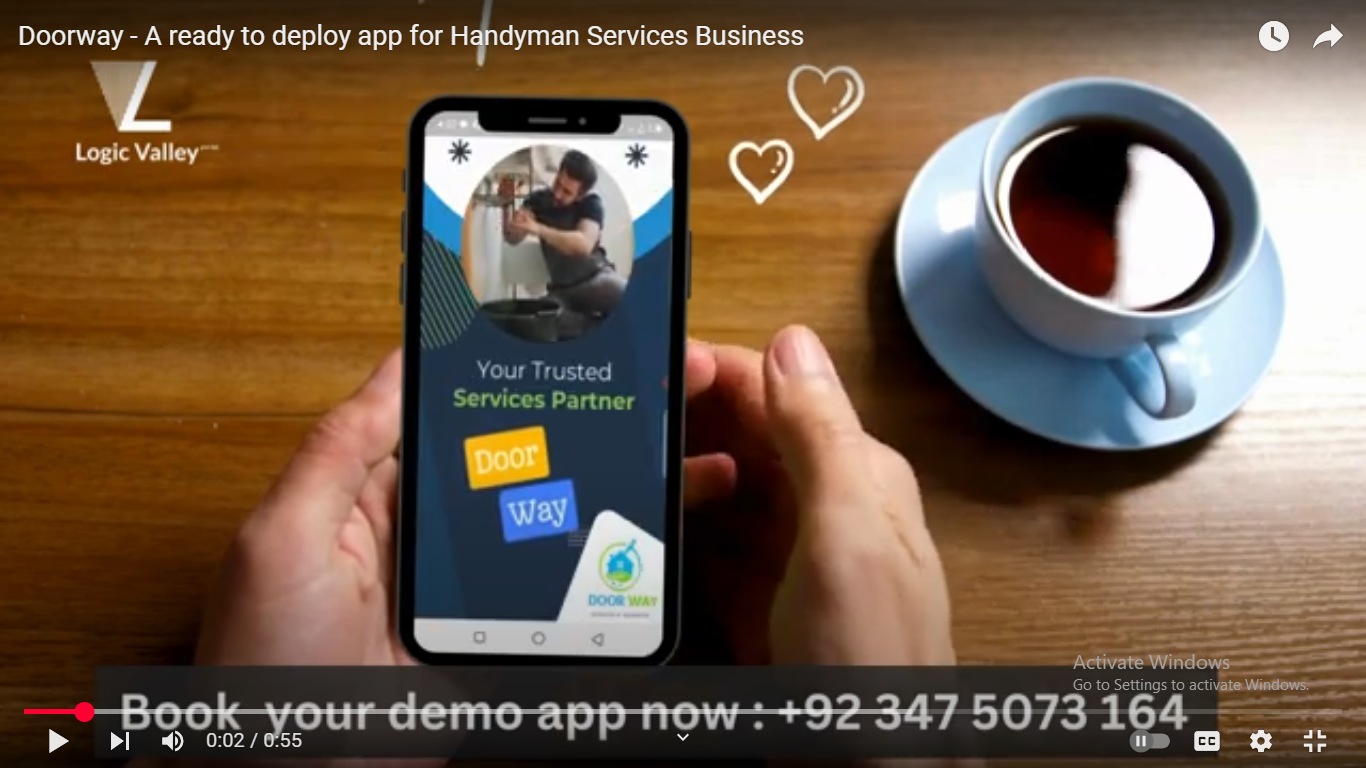 Doorway - A ready to deploy app for Handyman Services Business
Logic Valley
Your Trusted
Services Partner
Door
Way
DOOR WAY
Activate Windows
Go to Settings to activate Windows.
Book your demo app now : +92 347 5073 164
0:02 / 0:55
CC